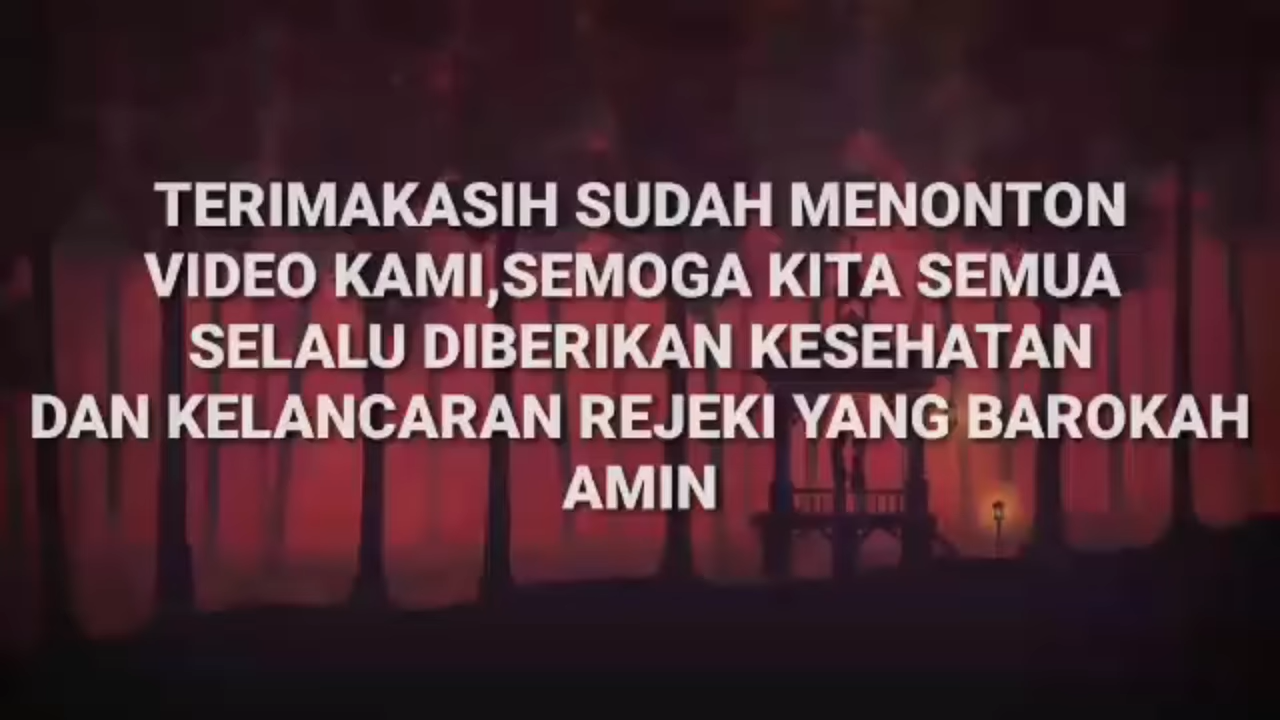 TERIMAKASIH SUDAH MENONTON
VIDEO KAMI,SEMOGA KITA SEMUA
SELALU DIBERIKAN KESEHATAN
DAN KELANCARAN REJEKI YANG BAROKAH
AMIN